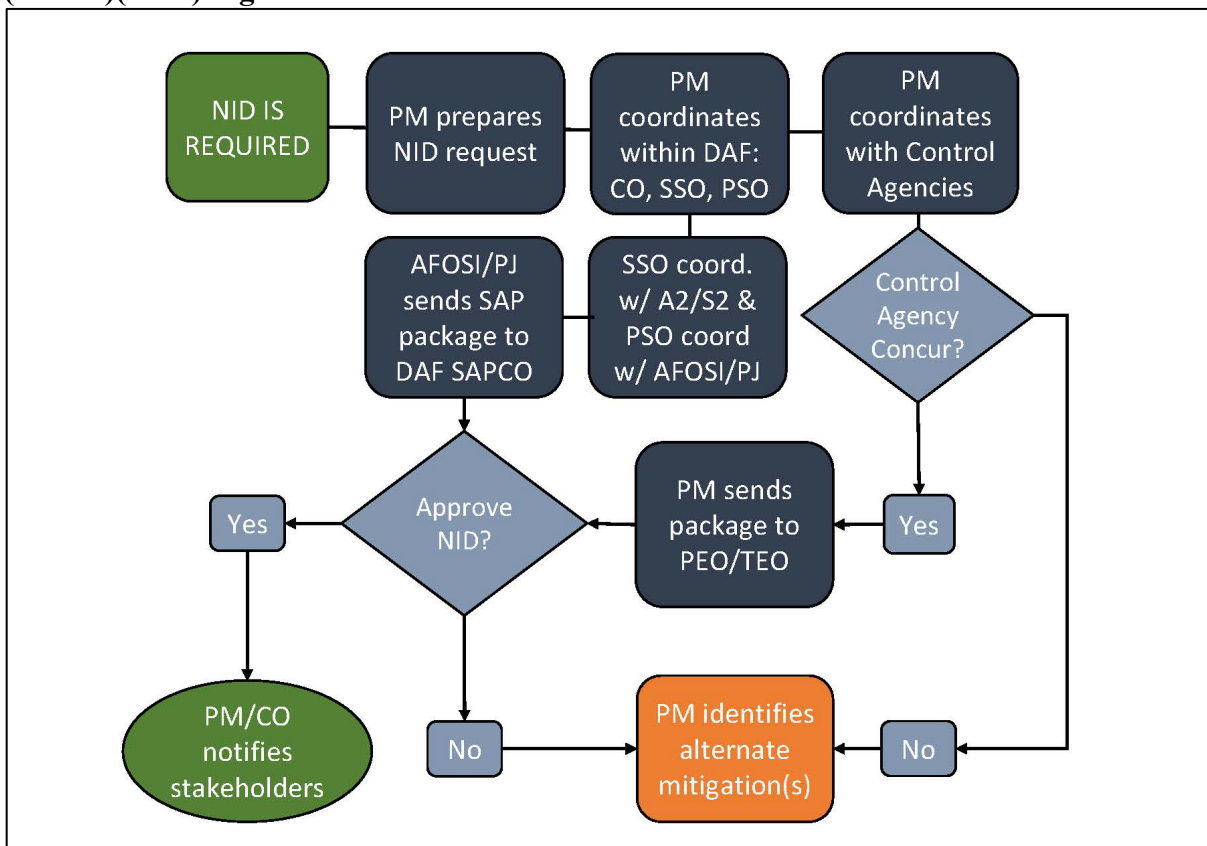 NID IS
REQUIRED
PM prepares
NID request
PM
coordinates
within DAF:
CO, SSO, PSO
PM
coordinates
with Control
Agencies
AFOSI/PJ
sends SAP
package to
DAF SAPCO
SSO coord.
w/ A2/S2 &
PSO coord
w/ AFOSI/PJ
Control
Agency
Concur?
Yes
Approve
NID?
PM sends
package to
PEO/TEO
Yes
PM/CO
notifies
stakeholders
No
PM identifies
alternate
mitigation(s)
No